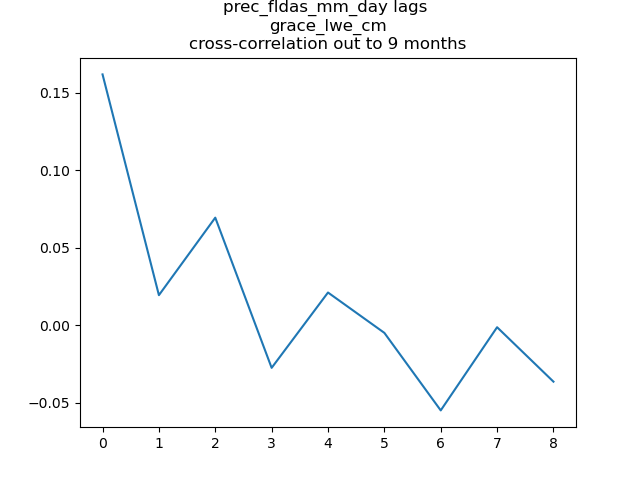 prec_fldas_mm_day lags
grace_lwe_cm
cross-correlation out to 9 months
0.15
0.10
0.05
0.00
−0.05
0 1 2 3 4 5 6 7 8